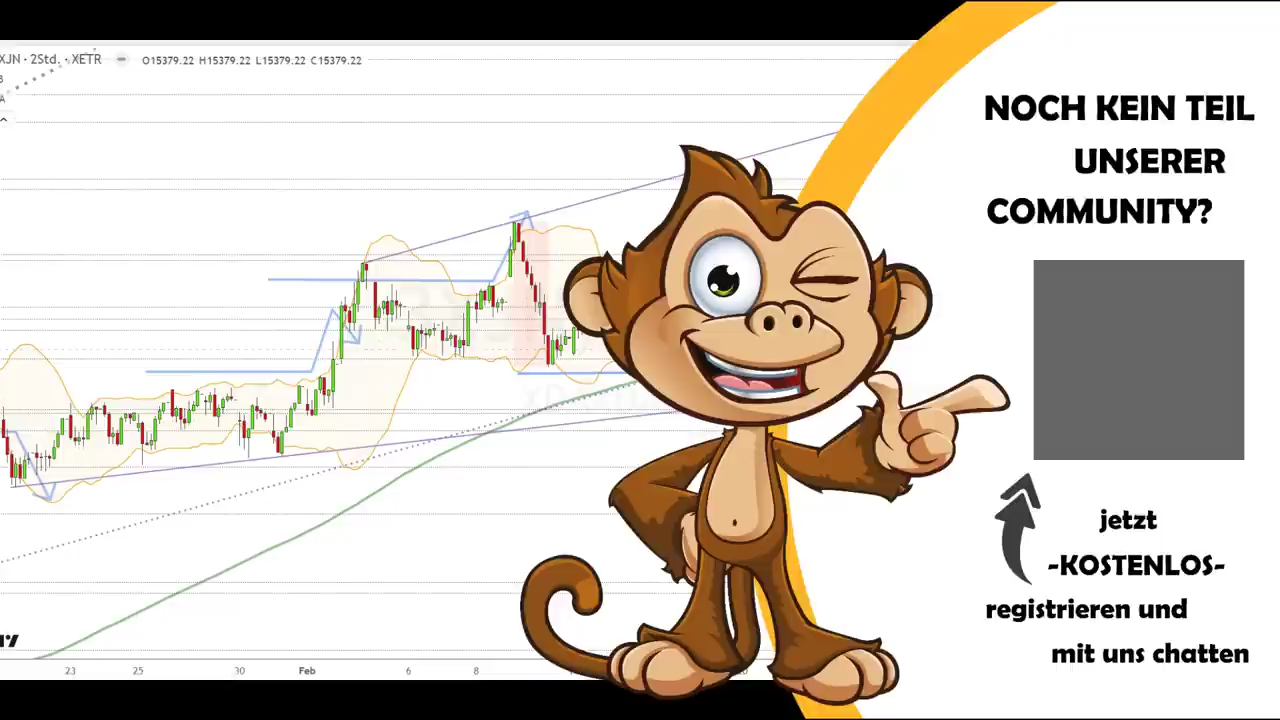 XJN · 2Std. · XETR
O15379.22 H15379.22 L15379.22 C15379.22
NOCH KEIN TEIL
UNSERER
COMMUNITY?
jetzt
-KOSTENLOS-
registrieren und
mit uns chatten
23 25 30 Feb 6 8